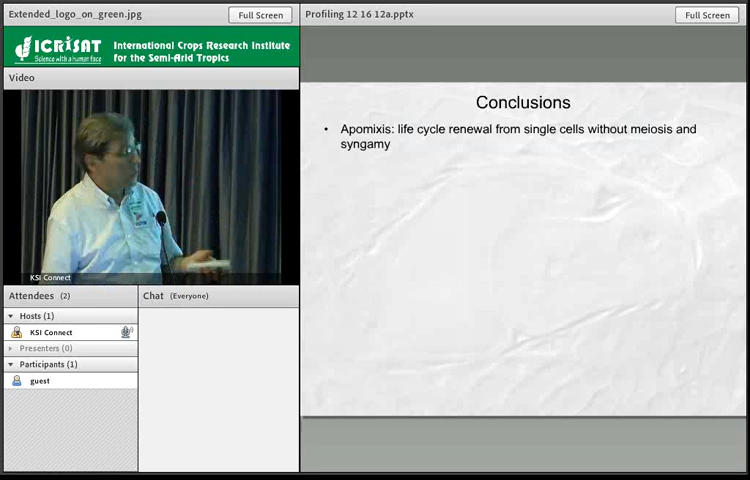 Extended_logo_on_green.jpg
Full Screen
Profiling 12 16 12a.pptx
Full Screen
ICRISAT
Science with a human face
International Crops Research Institute
for the Semi-Arid Tropics
Video
KSI Connect
Attendees (2)
Hosts (1)
KSI Connect
Presenters (0)
Participants (1)
guest
Chat (Everyone)
Conclusions
• Apomixis: life cycle renewal from single cells without meiosis and
syngamy